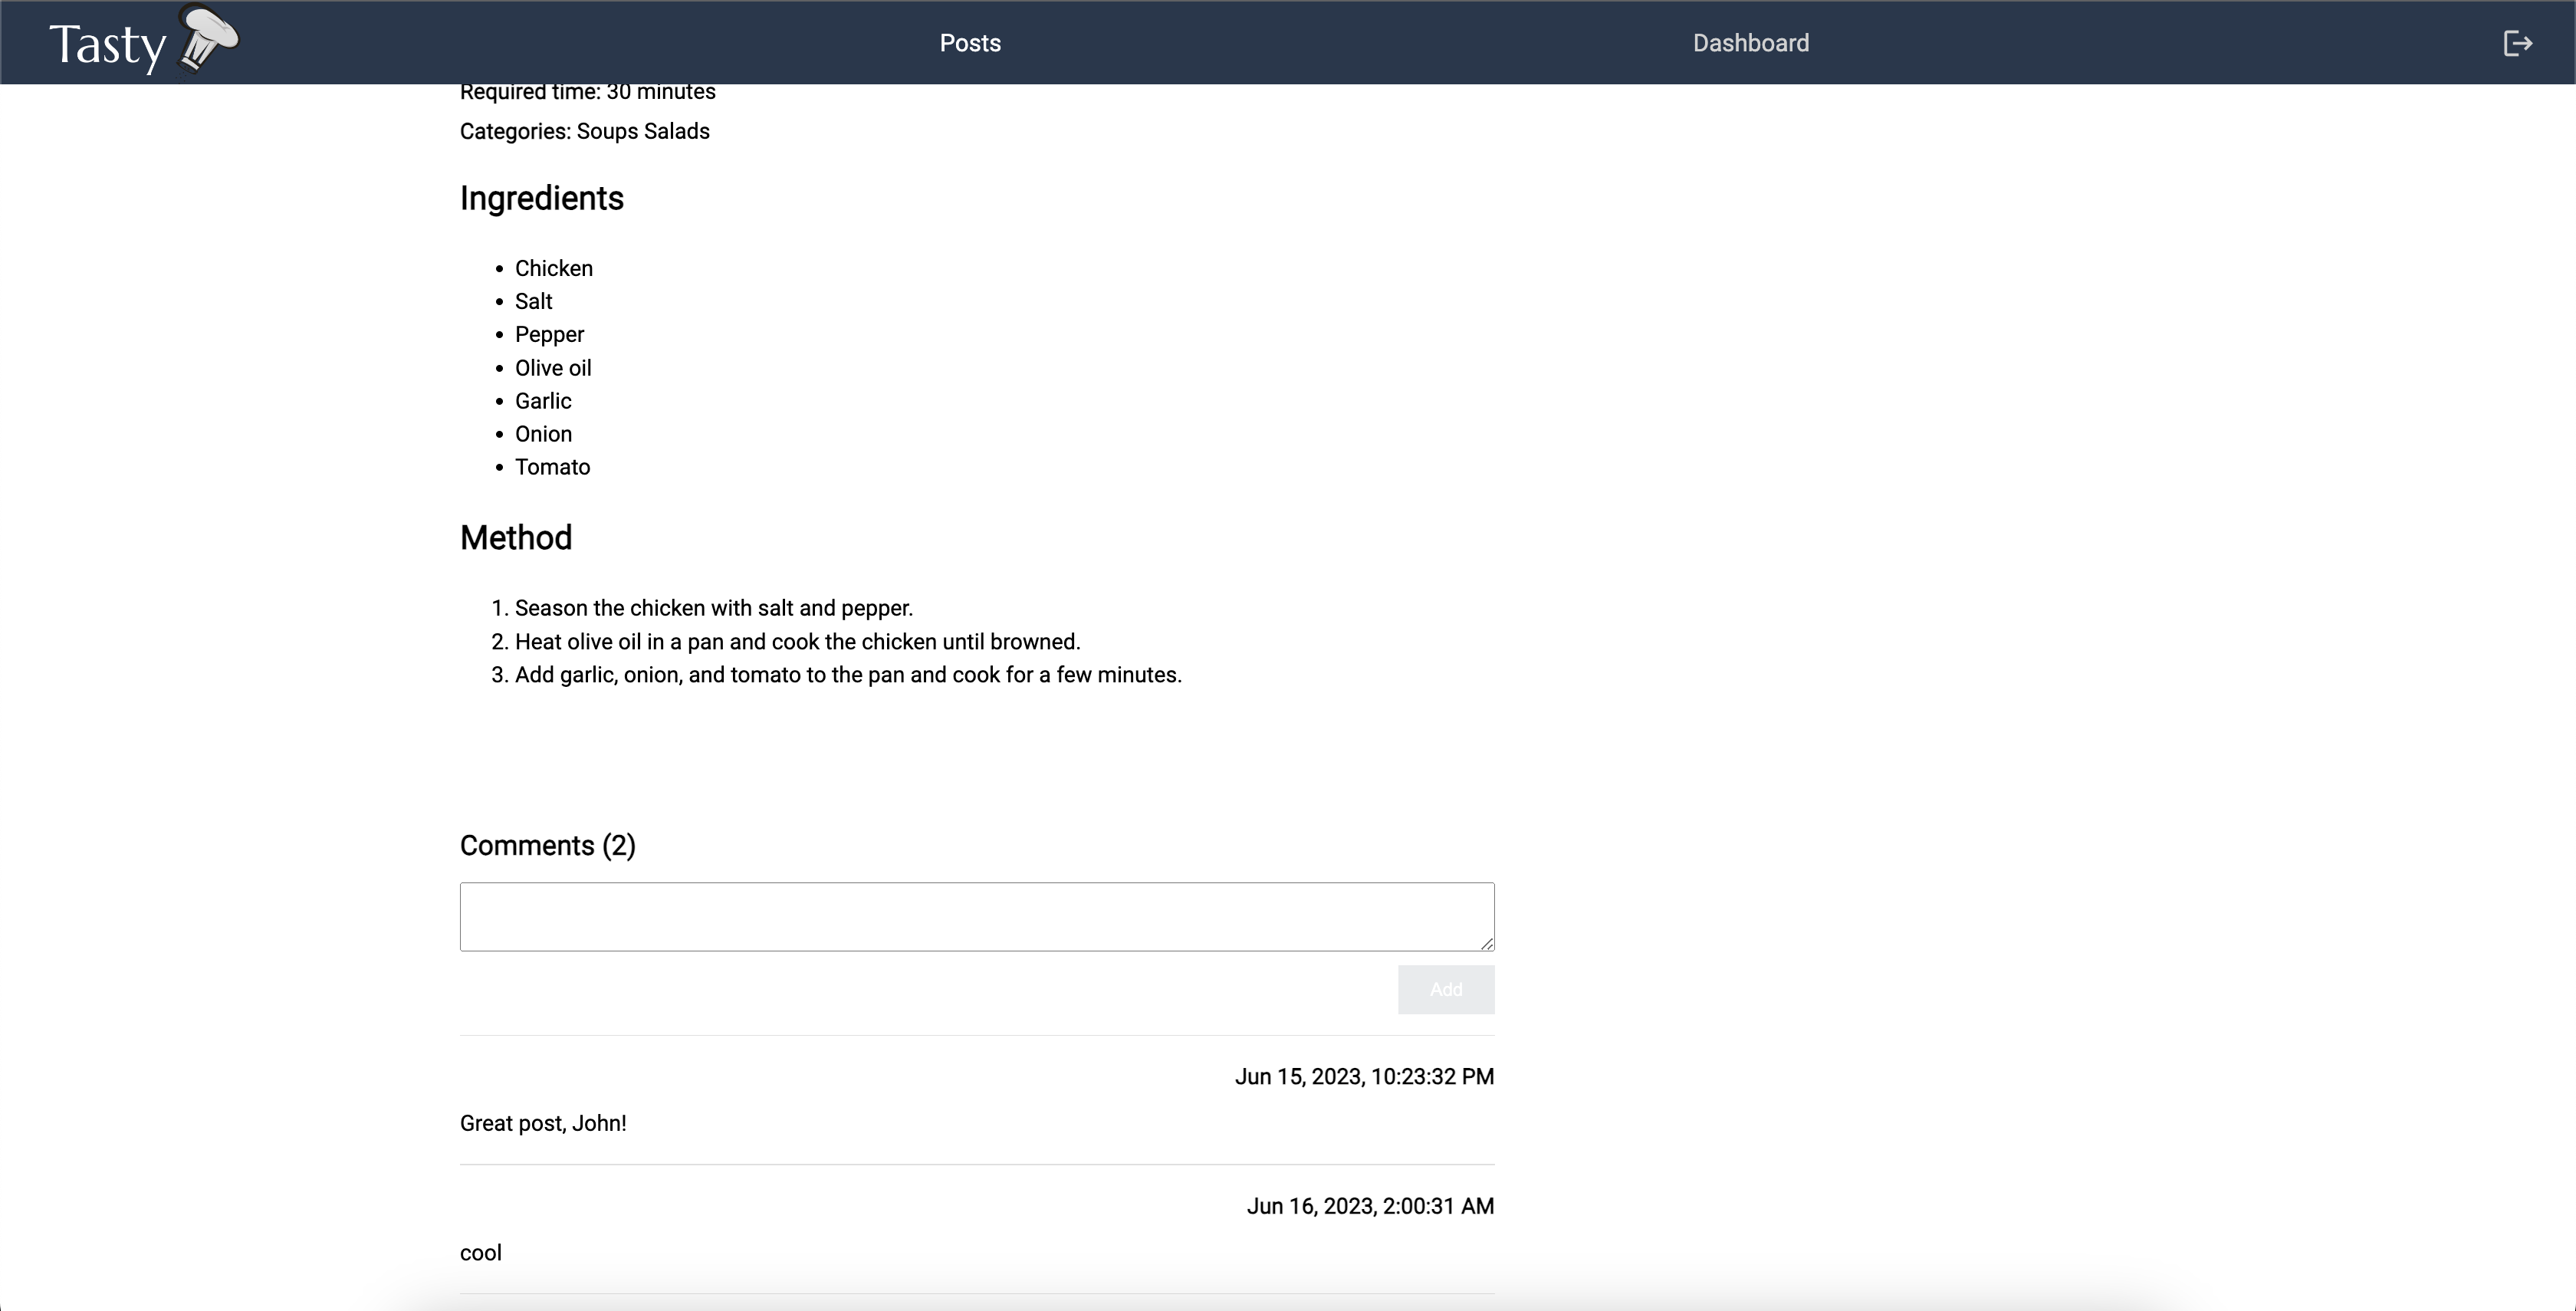 Tasty
Posts
Dashboard
Required time: 30 minutes
Categories: Soups Salads
Ingredients
• Chicken
• Salt
• Pepper
• Olive oil
• Garlic
• Onion
• Tomato
Method
1. Season the chicken with salt and pepper.
2. Heat olive oil in a pan and cook the chicken until browned.
3. Add garlic, onion, and tomato to the pan and cook for a few minutes.
Comments (2)
Add
Jun 15, 2023, 10:23:32 PM
Great post, John!
Jun 16, 2023, 2:00:31 AM
cool